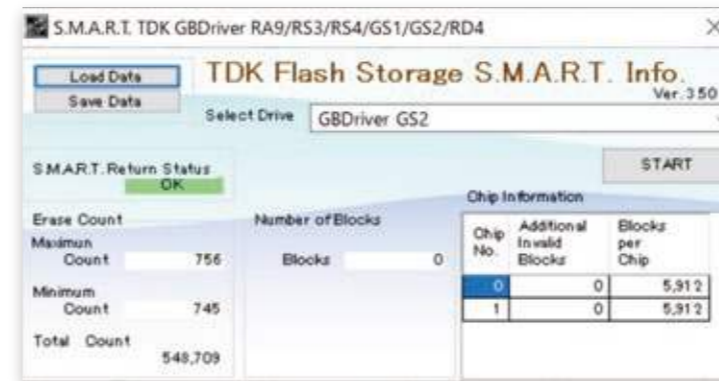 S.M.A.R.T. TDK GBDriver RA9/RS3/RS4/GS1/GS2/RD4
Load Data
Save Data
TDK Flash Storage S.M.A.R.T. Info.
Ver.3.50
Select Drive
GBDriver GS2
S.M.A.R.T. Return Status
OK
START
Erase Count
Maximun
Count 756
Minimum
Count 745
Total Count
548,709
Number of Blocks
Blocks 0
Chip Information
Chip No. Additional Invalid Blocks Blocks per Chip
0 0 5,912
1 0 5,912